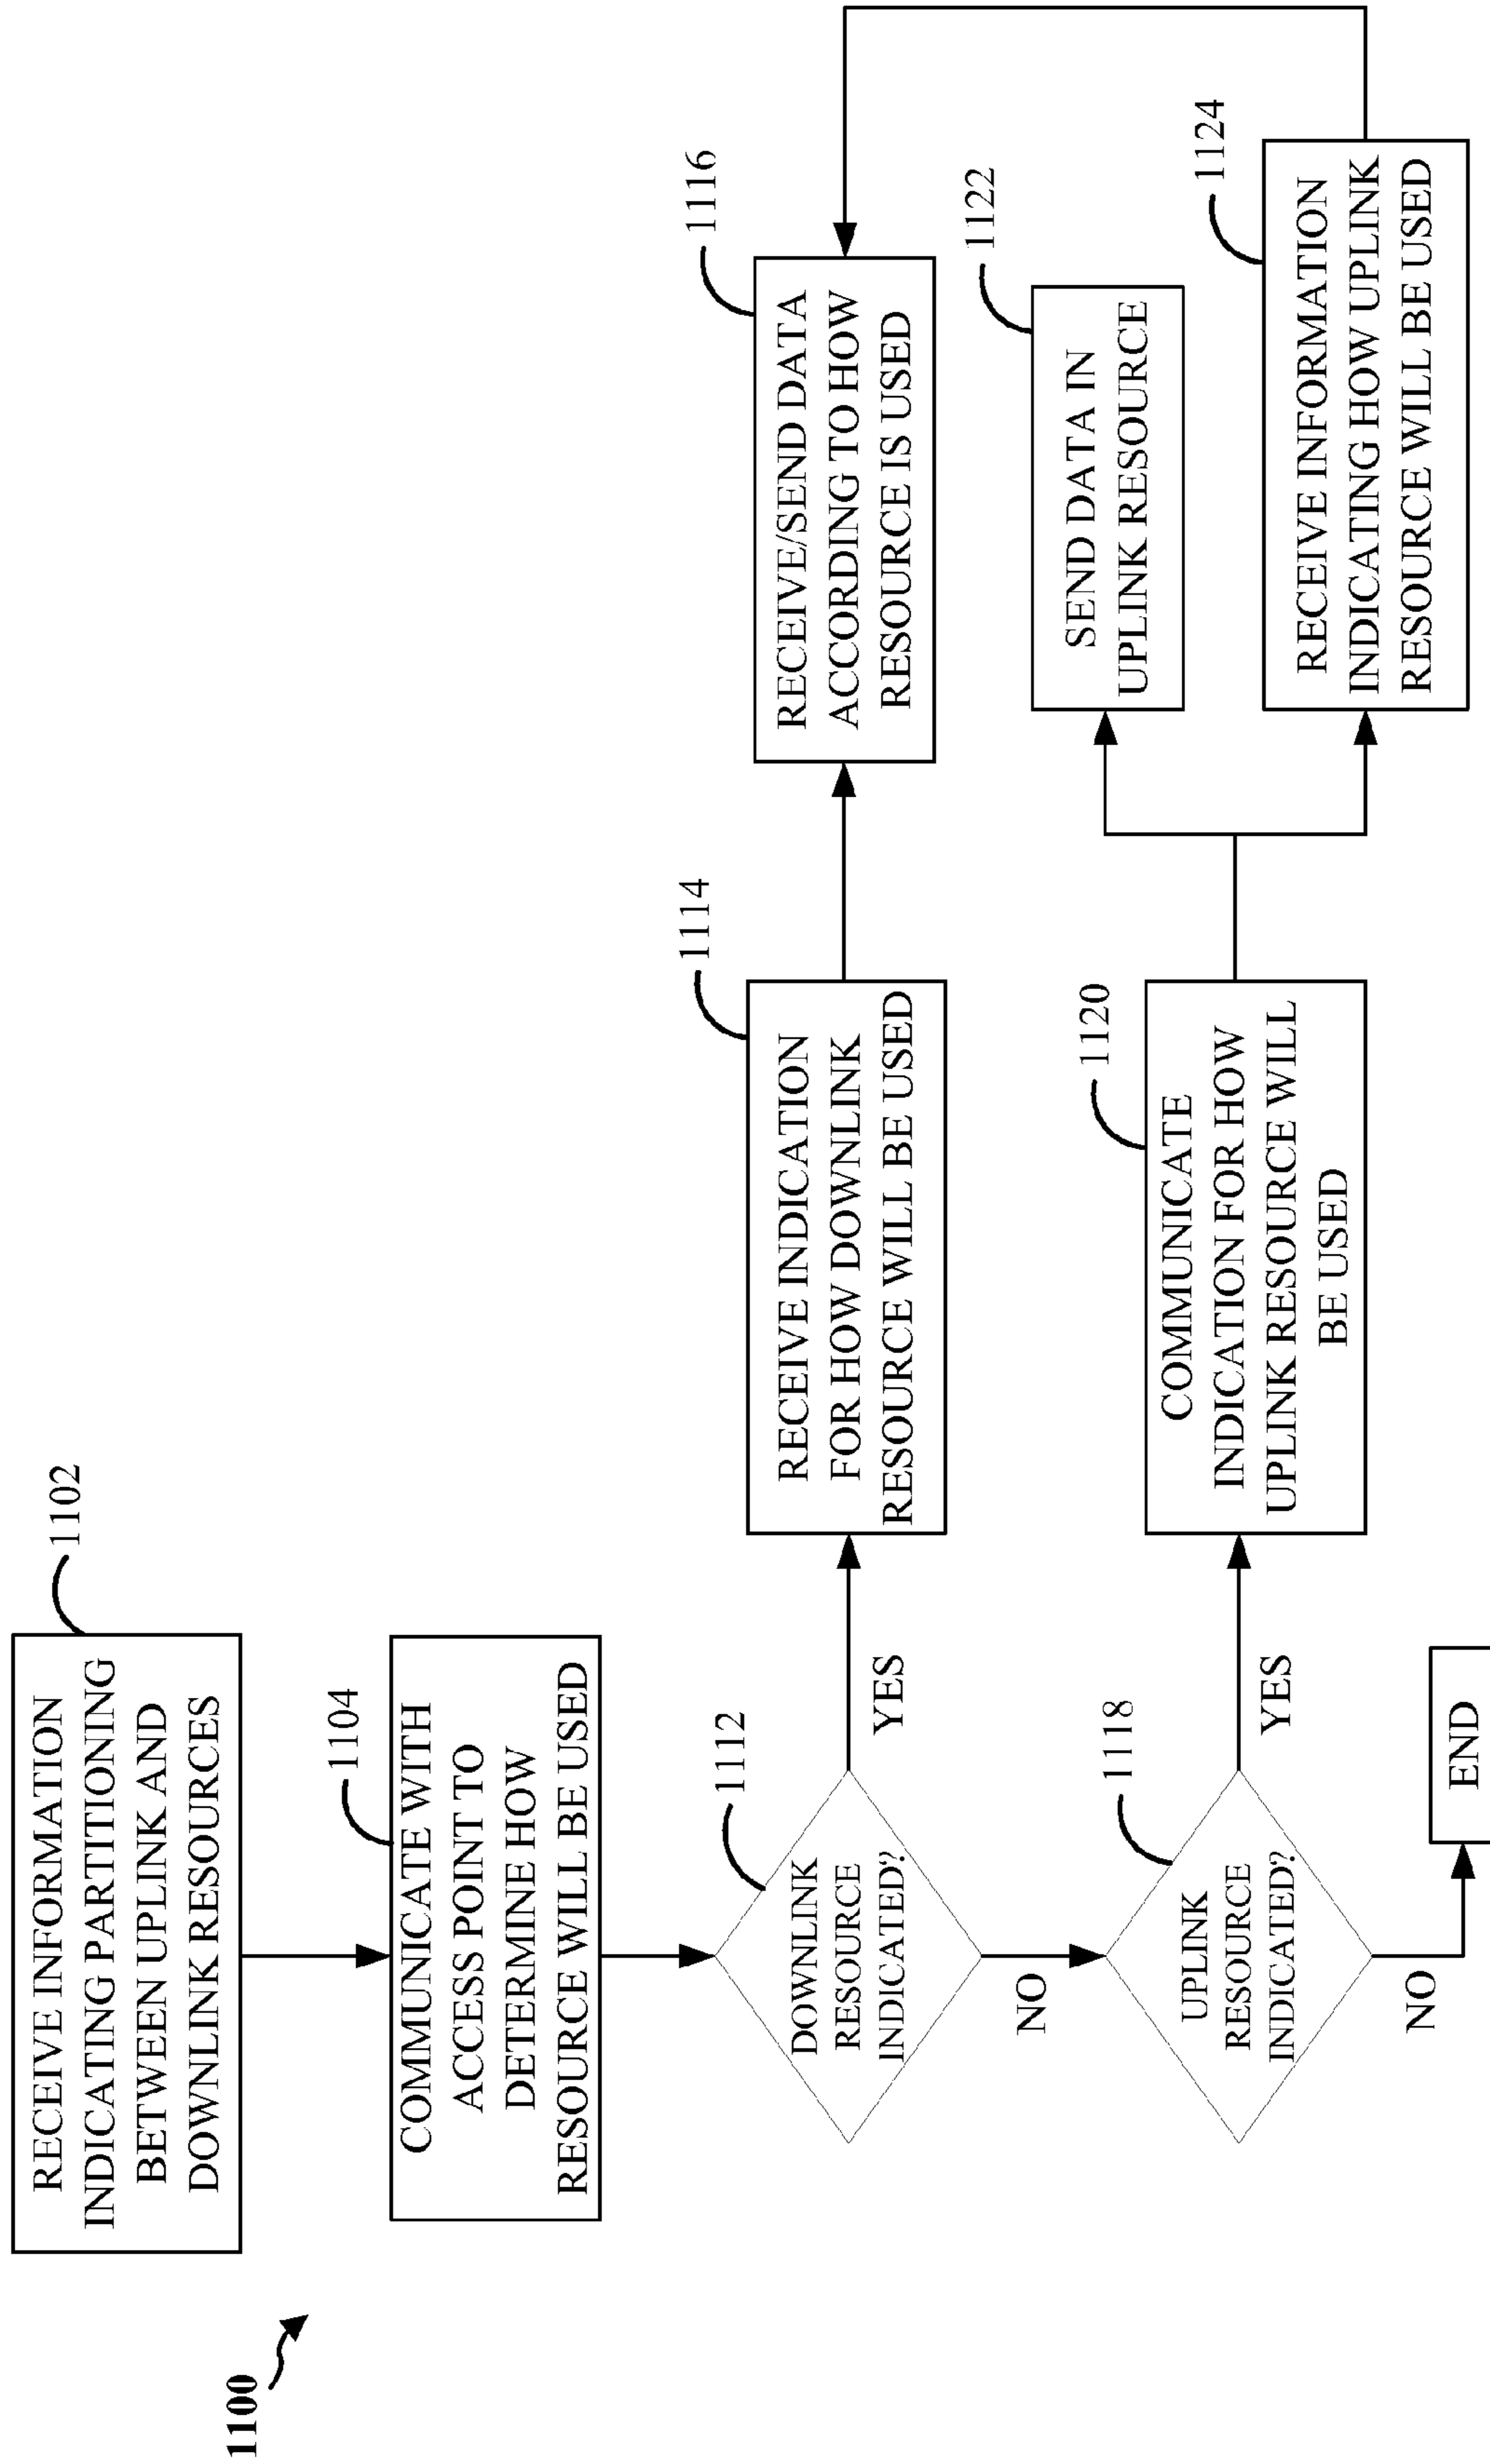 1100
1102
RECEIVE INFORMATION
INDICATING PARTITIONING
BETWEEN UPLINK AND
DOWNLINK RESOURCES
1104
COMMUNICATE WITH
ACCESS POINT TO
DETERMINE HOW
RESOURCE WILL BE USED
1112
DOWNLINK
RESOURCE
INDICATED?
YES
NO
1114
RECEIVE INDICATION
FOR HOW DOWNLINK
RESOURCE WILL BE USED
1116
RECEIVE/SEND DATA
ACCORDING TO HOW
RESOURCE IS USED
1118
UPLINK
RESOURCE
INDICATED?
YES
NO
1120
COMMUNICATE
INDICATION FOR HOW
UPLINK RESOURCE WILL
BE USED
1122
SEND DATA IN
UPLINK RESOURCE
1124
RECEIVE INFORMATION
INDICATING HOW UPLINK
RESOURCE WILL BE USED
END